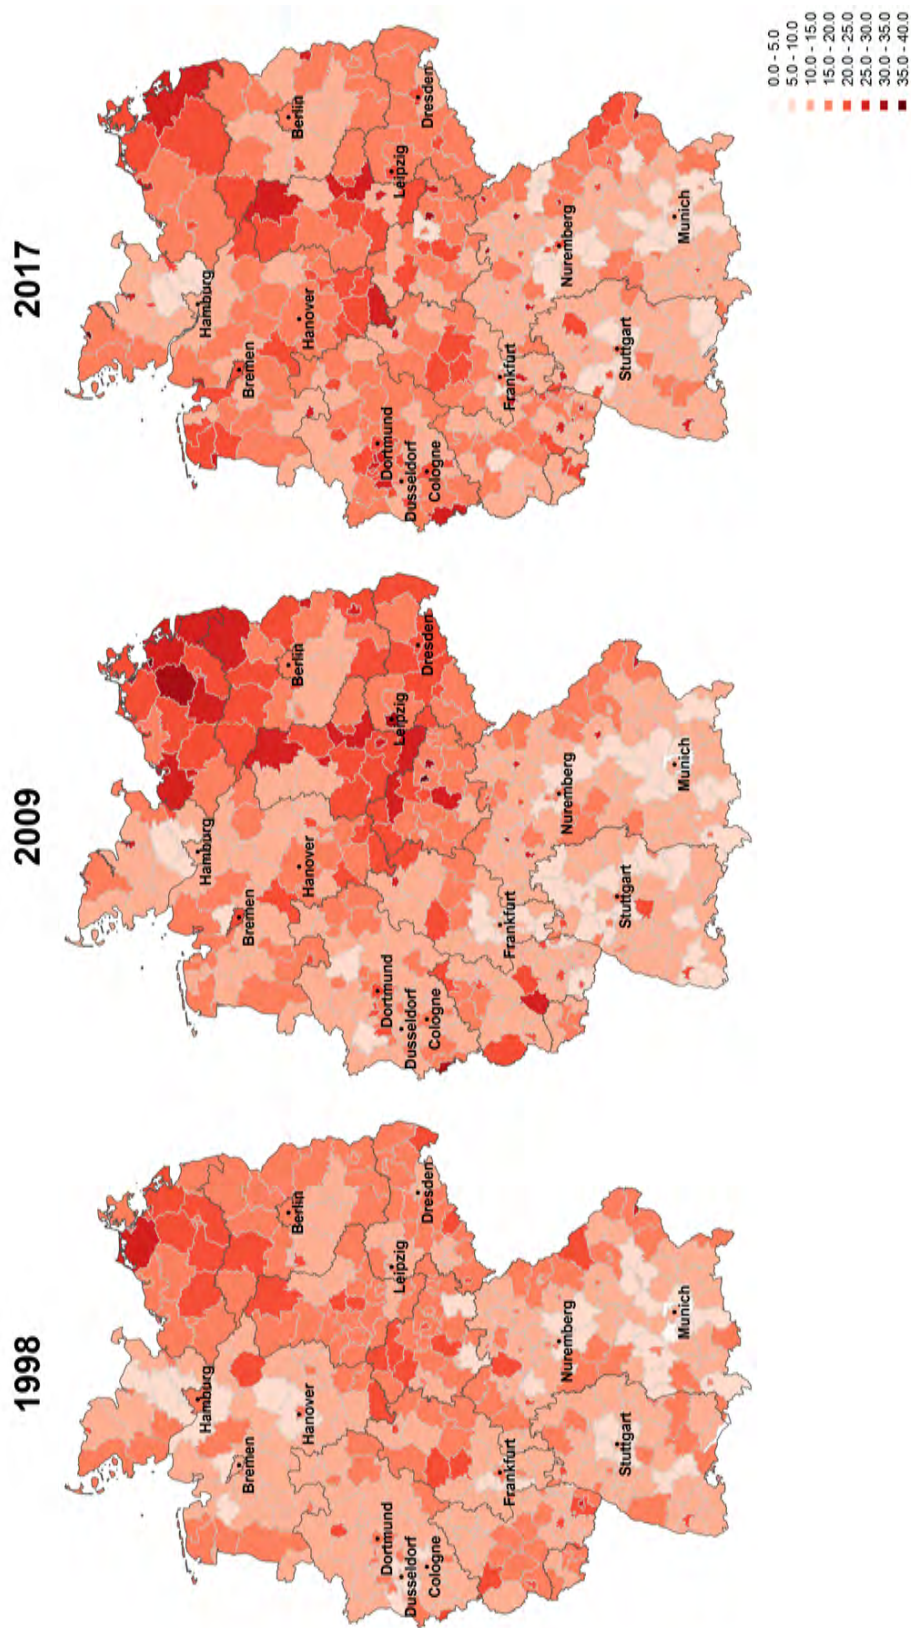 1998
Hamburg
Bremen
Berlin
Hanover
Dortmund
Leipzig
Dusseldorf
Dresden
Cologne
Frankfurt
Nuremberg
Stuttgart
Munich
2009
Hamburg
Bremen
Berlin
Hanover
Dortmund
Leipzig
Dusseldorf
Dresden
Cologne
Frankfurt
Nuremberg
Stuttgart
Munich
2017
Hamburg
Bremen
Berlin
Hanover
Dortmund
Leipzig
Dusseldorf
Dresden
Cologne
Frankfurt
Nuremberg
Stuttgart
Munich
0.0 - 5.0
5.0 - 10.0
10.0 - 15.0
15.0 - 20.0
20.0 - 25.0
25.0 - 30.0
30.0 - 35.0
35.0 - 40.0